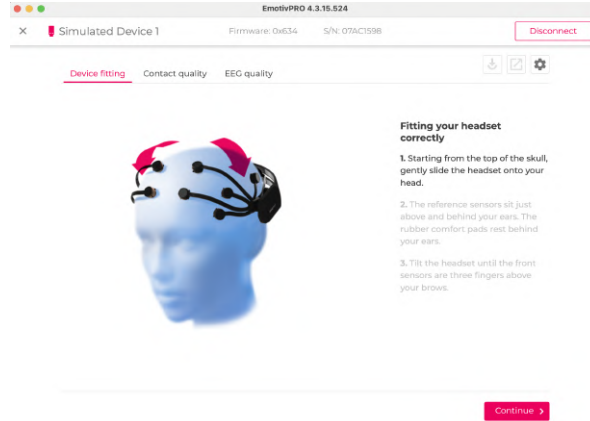 EmotivPRO 4.3.15.524
Simulated Device 1
Firmware: 0x634
S/N: 07AC1598
Disconnect
Device fitting
Contact quality
EEG quality
Fitting your headset
correctly
1. Starting from the top of the skull,
gently slide the headset onto your
head.
2. The reference sensors sit just
above and behind your ears. The
rubber comfort pads rest behind
your ears.
3. Tilt the headset until the front
sensors are three fingers above
your brows.
Continue